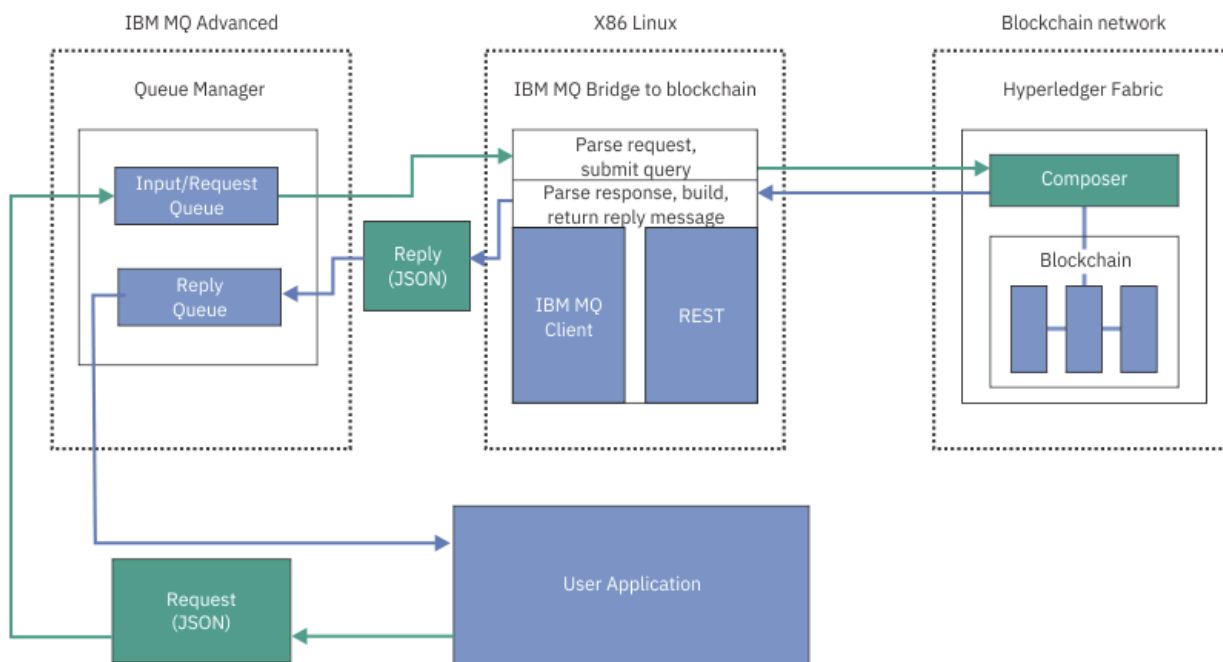 IBM MQ Advanced
X86 Linux
Blockchain network
Queue Manager
IBM MQ Bridge to blockchain
Hyperledger Fabric
Input/Request
Queue
Parse request,
submit query
Parse response, build,
return reply message
Composer
Reply
(JSON)
Reply
Queue
IBM MQ
Client
REST
Blockchain
User Application
Request
(JSON)